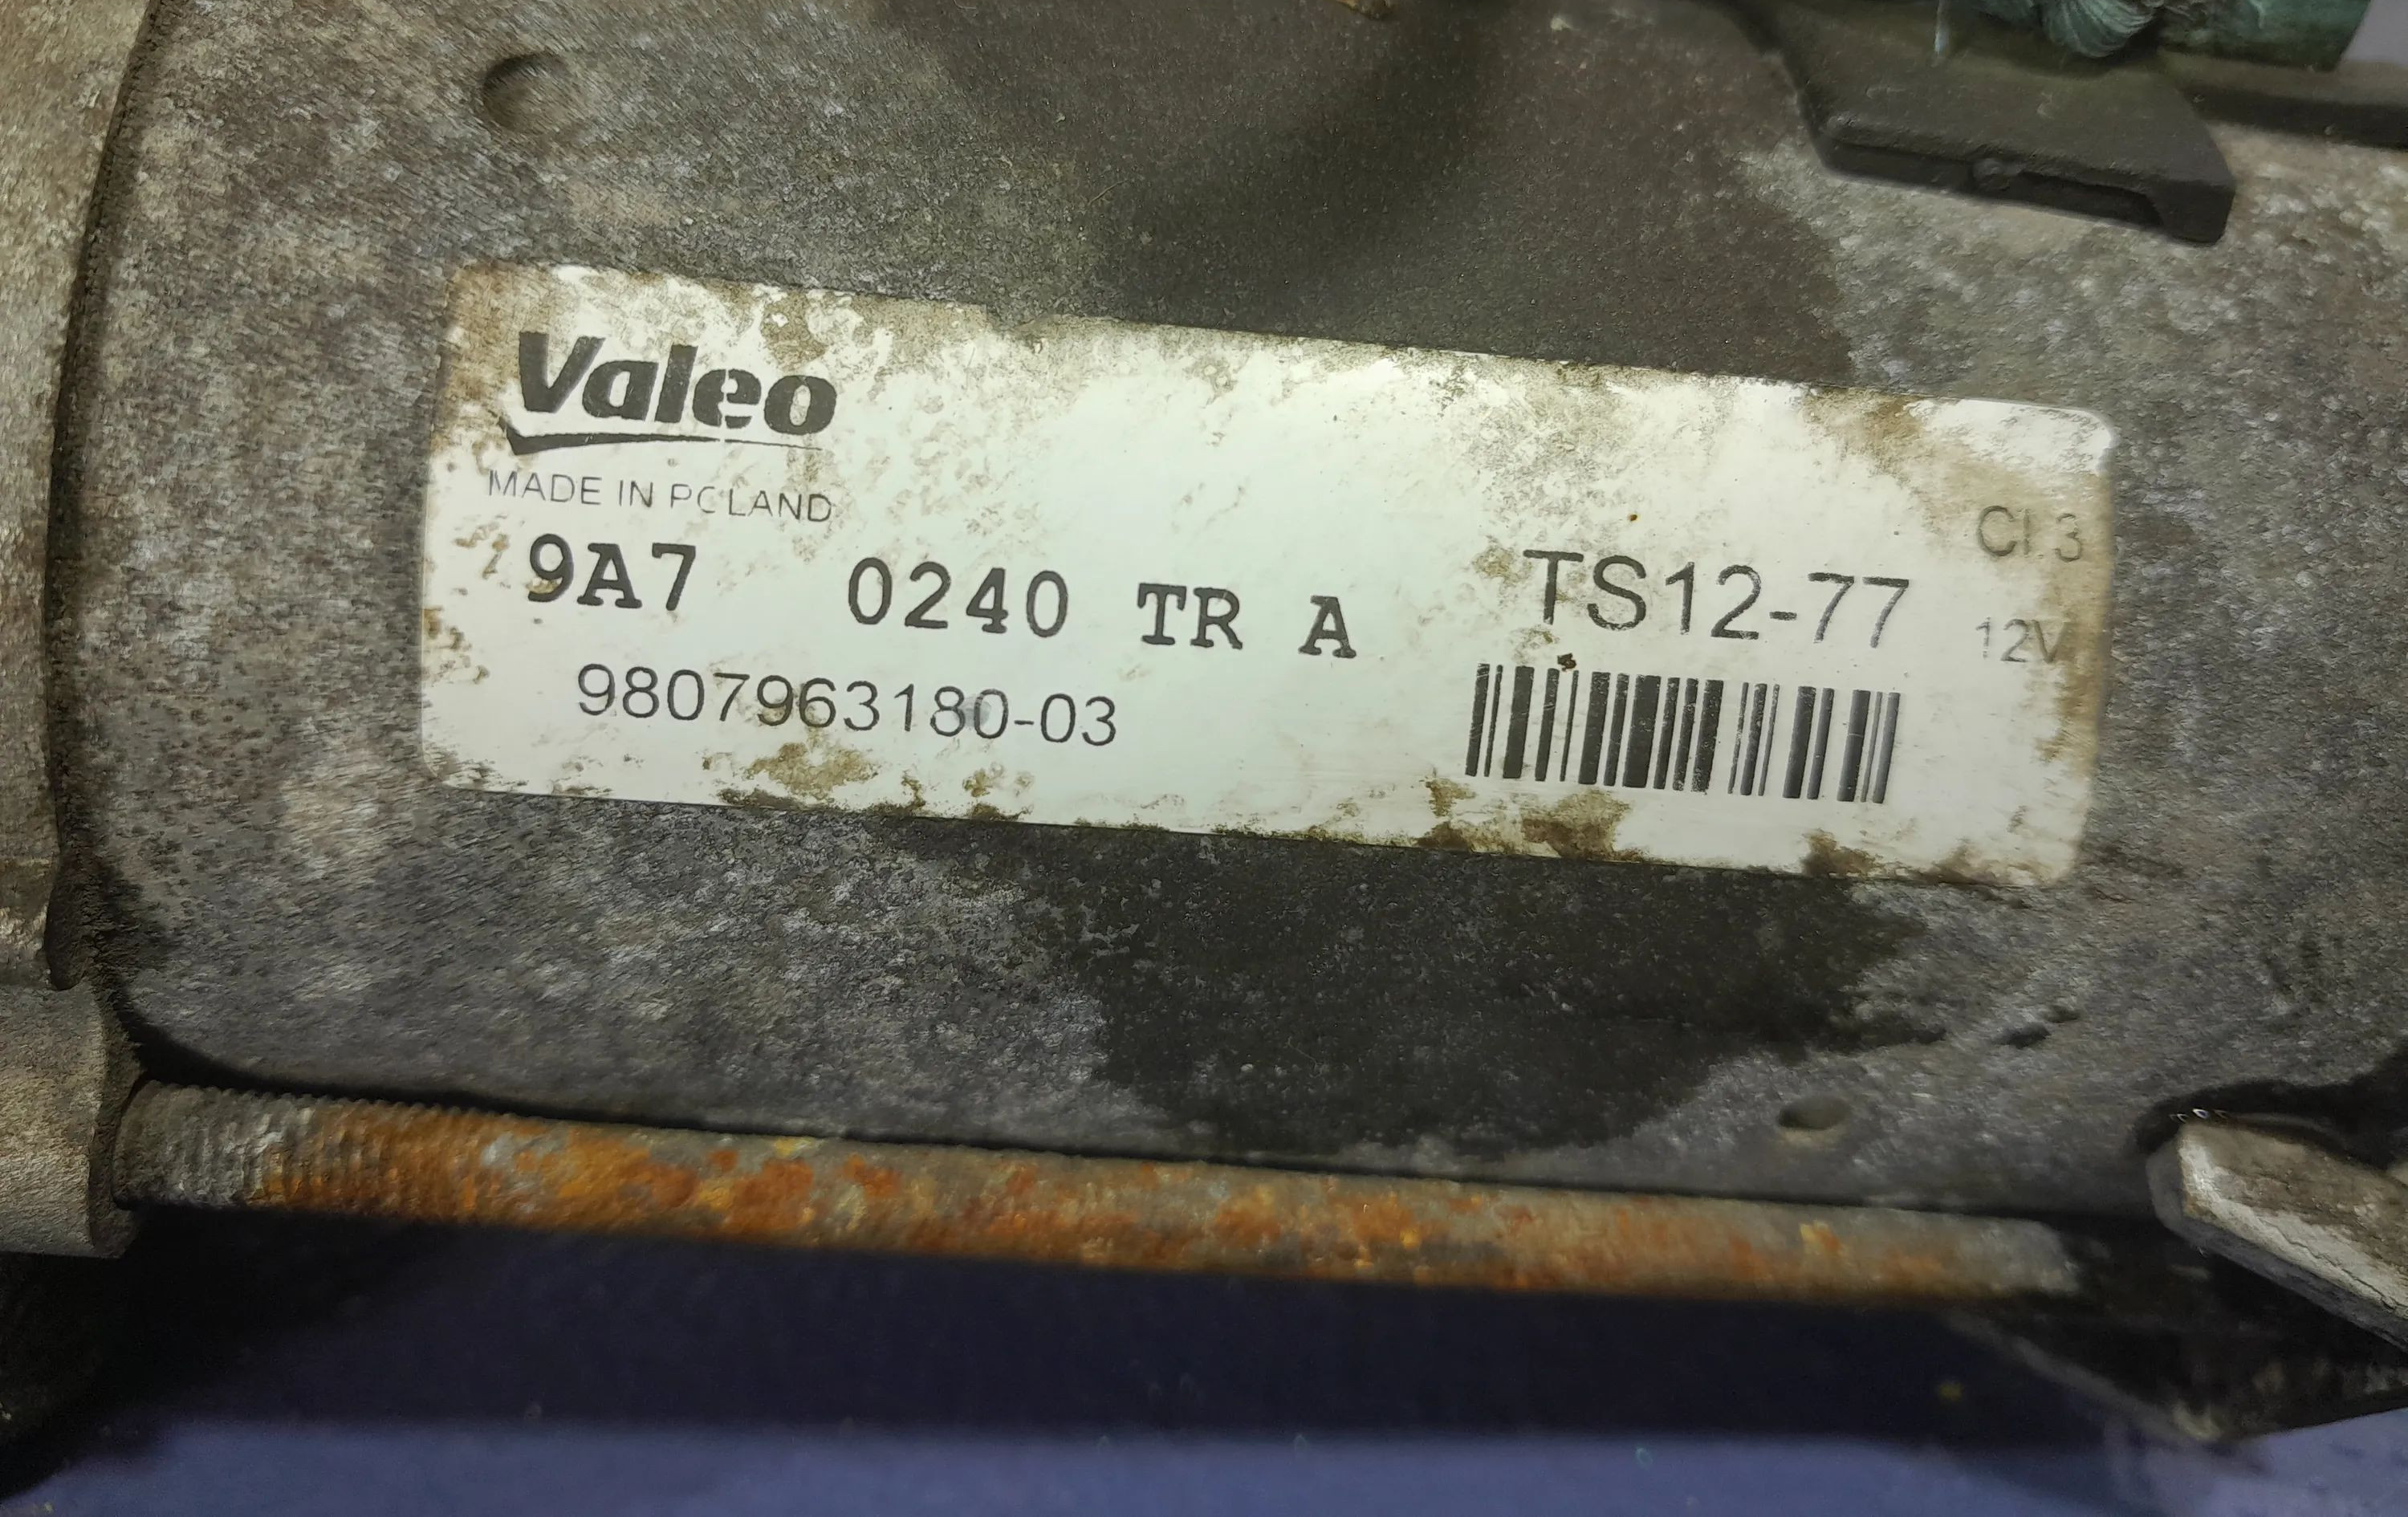 Valeo
MADE IN POLAND
9A7 0240 TR A
9807963180-03
TS12-77
Cl.3
12V